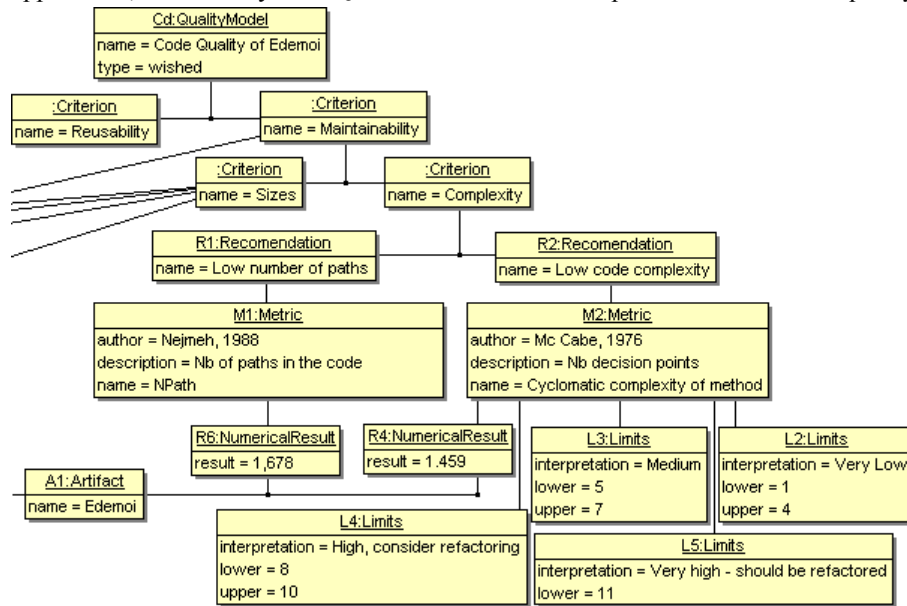 Cd:QualityModel
name = Code Quality of Edemoi
type = wished
:Criterion
name = Reusability
:Criterion
name = Maintainability
:Criterion
name = Sizes
:Criterion
name = Complexity
R1:Recomendation
name = Low number of paths
R2:Recomendation
name = Low code complexity
M1:Metric
author = Nejmeh, 1988
description = Nb of paths in the code
name = NPath
M2:Metric
author = Mc Cabe, 1976
description = Nb decision points
name = Cyclomatic complexity of method
R6:NumericalResult
result = 1,678
R4:NumericalResult
result = 1.459
L3:Limits
interpretation = Medium
lower = 5
upper = 7
L2:Limits
interpretation = Very Low
lower = 1
upper = 4
A1:Artifact
name = Edemoi
L4:Limits
interpretation = High, consider refactoring
lower = 8
upper = 10
L5:Limits
interpretation = Very high - should be refactored
lower = 11